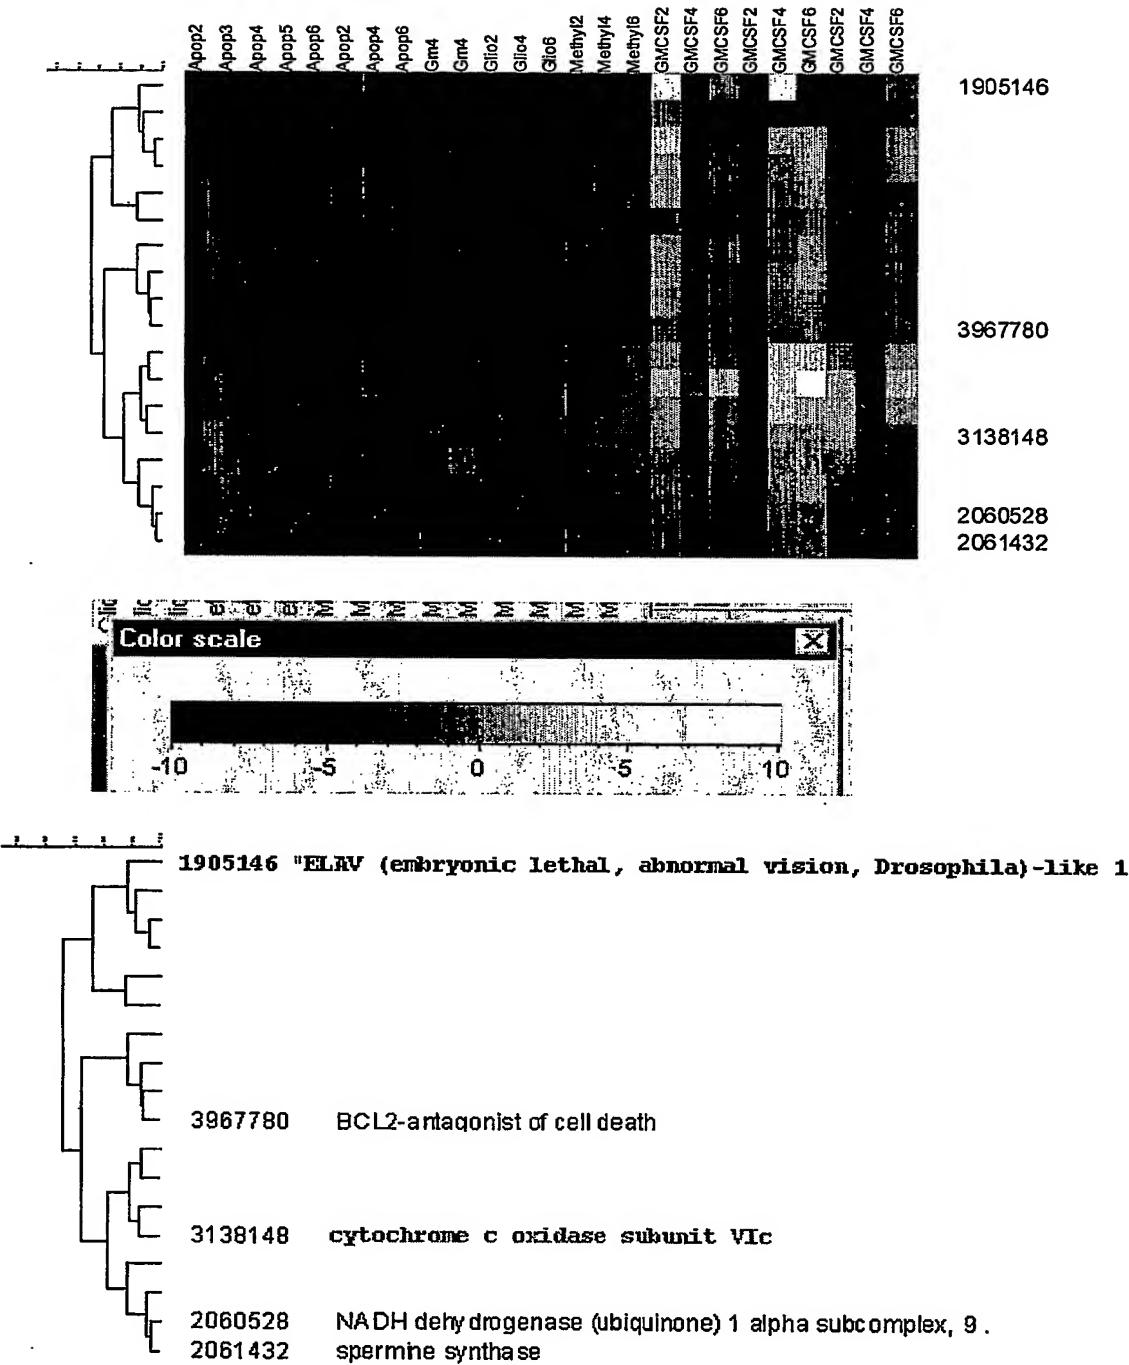 Apop2 Apop3 Apop4 Apop5 Apop6 Apop2 Apop4 Apop6 Gm4 Gm4 Glio2 Glio4 Glio6 Methyl2 Methyl4 Methyl6 GMCSF2 GMCSF4 GMCSF6 GMCSF2 GMCSF4 GMCSF6 GMCSF2 GMCSF4 GMCSF6
1905146
3967780
3138148
2060528
2061432
Color scale
-10 -5 0 5 10
1905146 "ELAV (embryonic lethal, abnormal vision, Drosophila)-like 1
3967780 BCL2-antagonist of cell death
3138148 cytochrome c oxidase subunit VIc
2060528 NADH dehydrogenase (ubiquinone) 1 alpha subcomplex, 9.
2061432 spermine synthase